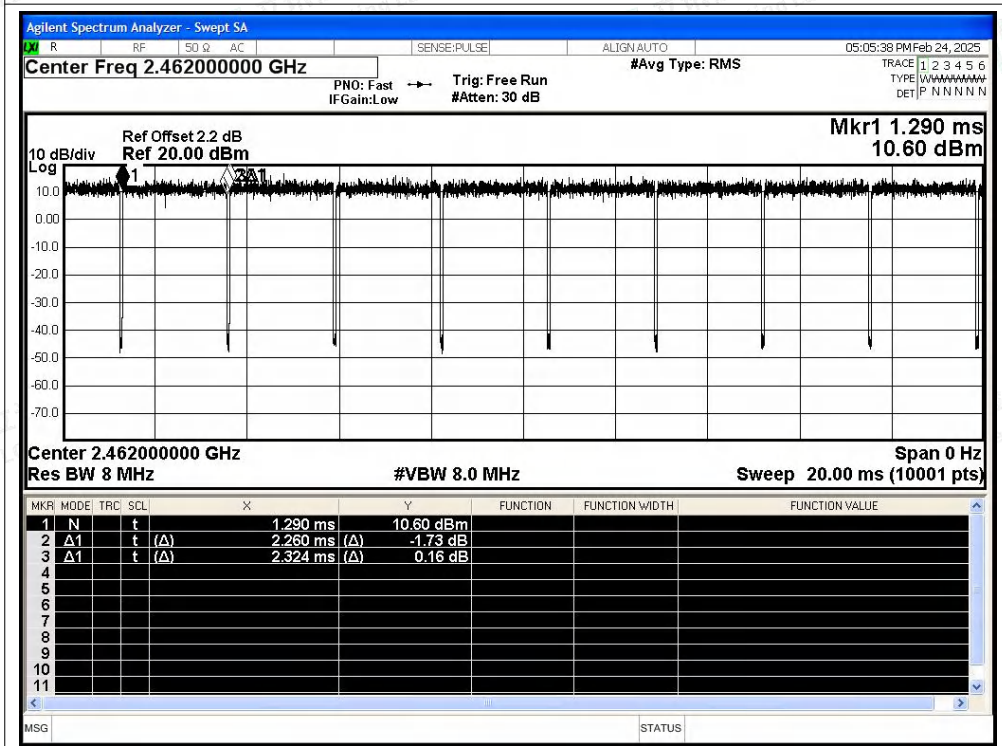 Agilent Spectrum Analyzer - Swept SA
LXI R RF 50 Ω AC SENSE:PULSE ALIGN AUTO 05:05:38 PM Feb 24, 2025
Center Freq 2.462000000 GHz #Avg Type: RMS TRACE 1 2 3 4 5 6
PNO: Fast Trig: Free Run TYPE W
IFGain:Low #Atten: 30 dB DET P N N N N N
Mkr1 1.290 ms
Ref Offset 2.2 dB
10 dB/div Ref 20.00 dBm 10.60 dBm
Log
1 2Δ1
10.0
0.00
-10.0
-20.0
-30.0
-40.0
-50.0
-60.0
-70.0
Center 2.462000000 GHz Span 0 Hz
Res BW 8 MHz #VBW 8.0 MHz Sweep 20.00 ms (10001 pts)
MKR MODE TRC SCL X Y FUNCTION FUNCTION WIDTH FUNCTION VALUE
1 N t 1.290 ms 10.60 dBm
2 Δ1 t (Δ) 2.260 ms (Δ) -1.73 dB
3 Δ1 t (Δ) 2.324 ms (Δ) 0.16 dB
4
5
6
7
8
9
10
11
MSG STATUS